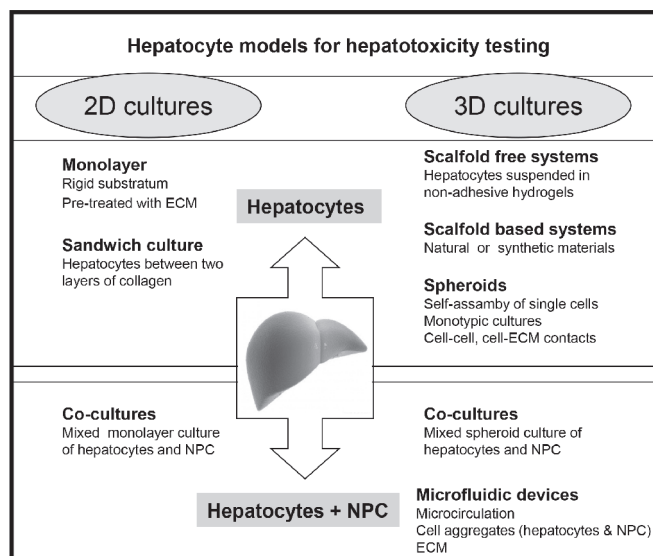 Hepatocyte models for hepatotoxicity testing
2D cultures
3D cultures
Monolayer
Rigid substratum
Pre-treated with ECM
Sandwich culture
Hepatocytes between two
layers of collagen
Hepatocytes
Scalfold free systems
Hepatocytes suspended in
non-adhesive hydrogels
Scalfold based systems
Natural or synthetic materials
Spheroids
Self-assamby of single cells
Monotypic cultures
Cell-cell, cell-ECM contacts
Co-cultures
Mixed monolayer culture
of hepatocytes and NPC
Co-cultures
Mixed spheroid culture of
hepatocytes and NPC
Hepatocytes + NPC
Microfluidic devices
Microcirculation
Cell aggregates (hepatocytes & NPC)
ECM